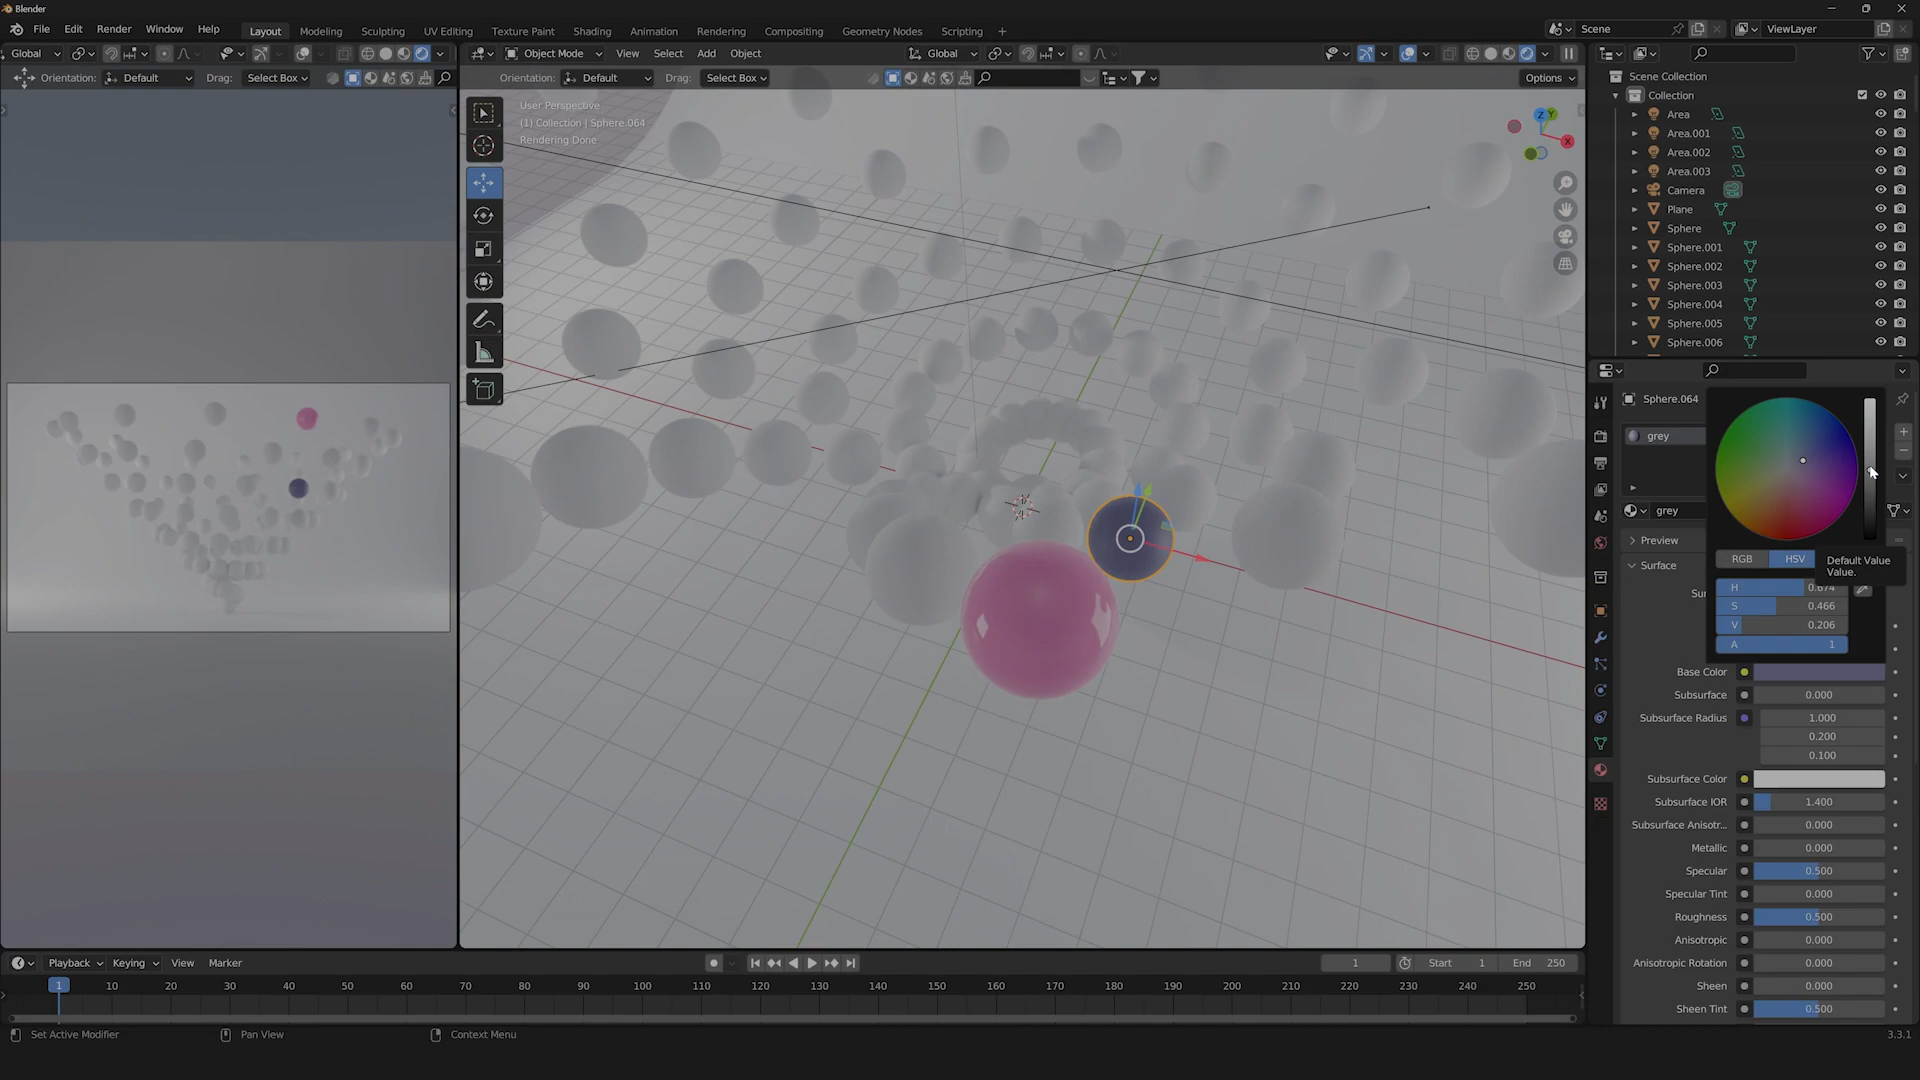 Blender
File Edit Render Window Help Layout Modeling Sculpting UV Editing Texture Paint Shading Animation Rendering Compositing Geometry Nodes Scripting + Scene ViewLayer
Global Object Mode View Select Add Object Global
Orientation: Default Drag: Select Box Orientation: Default Drag: Select Box Options
User Perspective
(1) Collection | Sphere.064
Rendering Done
Z Y
X
Scene Collection
Collection
Area
Area.001
Area.002
Area.003
Camera
Plane
Sphere
Sphere.001
Sphere.002
Sphere.003
Sphere.004
Sphere.005
Sphere.006
Sphere.064
grey
grey
Preview
Surface
RGB HSV
Default Value
Value.
Sur
H 0.674
S 0.466
V 0.206
A 1
Base Color
Subsurface 0.000
Subsurface Radius 1.000
0.200
0.100
Subsurface Color
Subsurface IOR 1.400
Subsurface Anisotr... 0.000
Metallic 0.000
Specular 0.500
Specular Tint 0.000
Roughness 0.500
Anisotropic 0.000
Anisotropic Rotation 0.000
Sheen 0.000
Sheen Tint 0.500
Playback Keying View Marker 1 Start 1 End 250
1 10 20 30 40 50 60 70 80 90 100 110 120 130 140 150 160 170 180 190 200 210 220 230 240 250
Set Active Modifier Pan View Context Menu 3.3.1